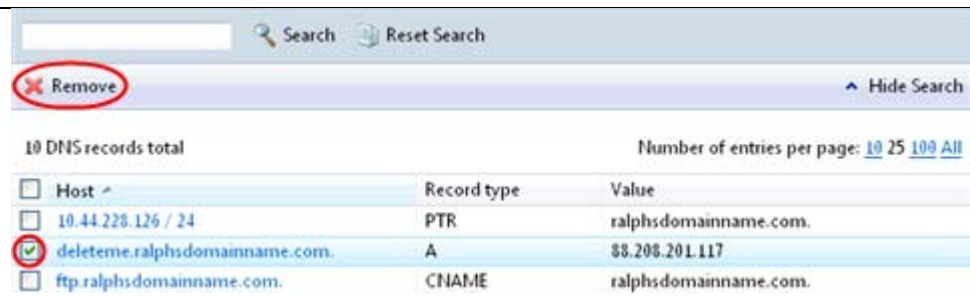 Search Reset Search
Remove Hide Search
10 DNS records total Number of entries per page: 10 25 100 All
Host Record type Value
10.44.228.126 / 24 PTR ralphsdomainname.com.
deleteme.ralphsdomainname.com. A 88.208.201.117
ftp.ralphsdomainname.com. CNAME ralphsdomainname.com.